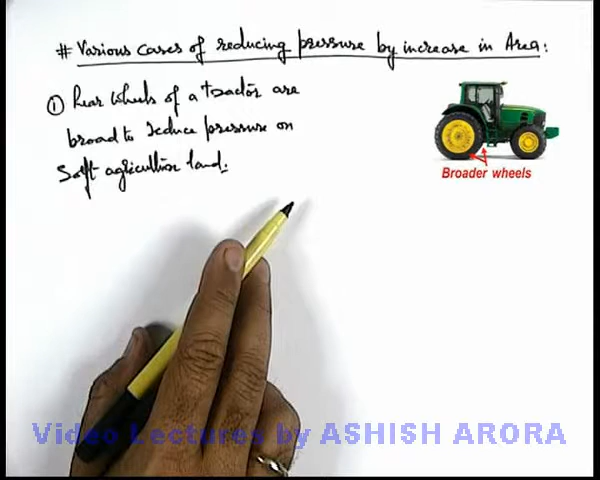 # Various cases of reducing pressure by increase in Area:
① Rear wheels of a tractor are
broad to reduce pressure on
soft agriculture land.
Broader wheels
Video Lectures by ASHISH ARORA